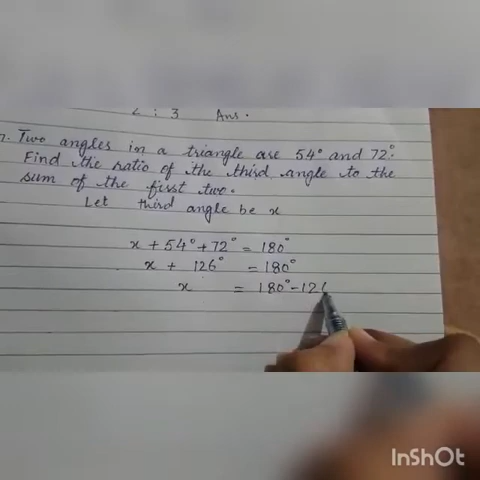 2 : 3 Ans.
7. Two angles in a triangle are 54° and 72°.
Find the ratio of the third angle to the
sum of the first two.
Let third angle be x
x + 54° + 72° = 180°
x + 126° = 180°
x = 180° - 126
InShOt